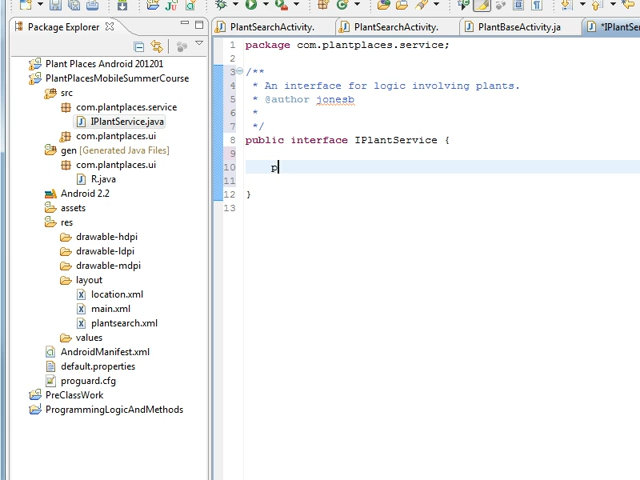 Package Explorer
PlantSearchActivity.
PlantSearchActivity.
PlantBaseActivity.ja
*IPlantServ
Plant Places Android 201201
PlantPlacesMobileSummerCourse
src
com.plantplaces.service
IPlantService.java
com.plantplaces.ui
gen [Generated Java Files]
com.plantplaces.ui
R.java
Android 2.2
assets
res
drawable-hdpi
drawable-ldpi
drawable-mdpi
layout
location.xml
main.xml
plantsearch.xml
values
AndroidManifest.xml
default.properties
proguard.cfg
PreClassWork
ProgrammingLogicAndMethods
1 package com.plantplaces.service;
2
3 /**
4 * An interface for logic involving plants.
5 * @author jonesb
6 *
7 */
8 public interface IPlantService {
9
10 p
11
12 }
13